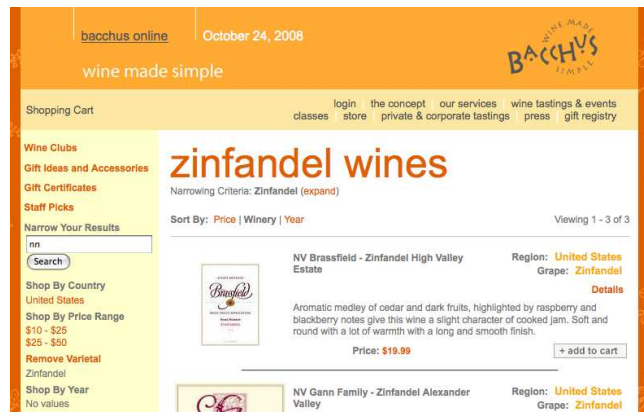 bacchus online October 24, 2008
wine made simple
WINE MADE
BACCHUS
SIMPLE
Shopping Cart
login the concept our services wine tastings & events
classes store private & corporate tastings press gift registry
Wine Clubs
Gift Ideas and Accessories
Gift Certificates
Staff Picks
Narrow Your Results
nn
Search
Shop By Country
United States
Shop By Price Range
$10 - $25
$25 - $50
Remove Varietal
Zinfandel
Shop By Year
No values
zinfandel wines
Narrowing Criteria: Zinfandel (expand)
Sort By: Price | Winery | Year Viewing 1 - 3 of 3
Brassfield
NV Brassfield - Zinfandel High Valley
Estate
Region: United States
Grape: Zinfandel
Details
Aromatic medley of cedar and dark fruits, highlighted by raspberry and
blackberry notes give this wine a slight character of cooked jam. Soft and
round with a lot of warmth with a long and smooth finish.
Price: $19.99 + add to cart
NV Gann Family - Zinfandel Alexander
Valley
Region: United States
Grape: Zinfandel